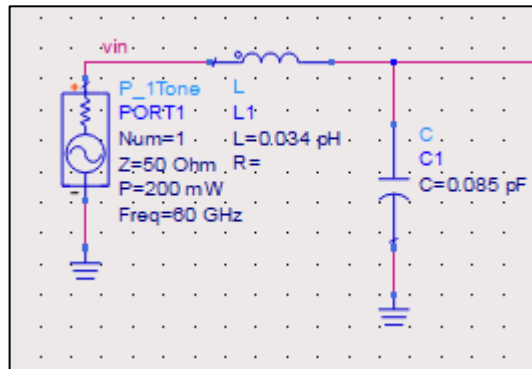 vin
P_1Tone
PORT1
Num=1
Z=50 Ohm
P=200 mW
Freq=60 GHz
L
L1
L=0.034 pH
R=
C
C1
C=0.085 pF